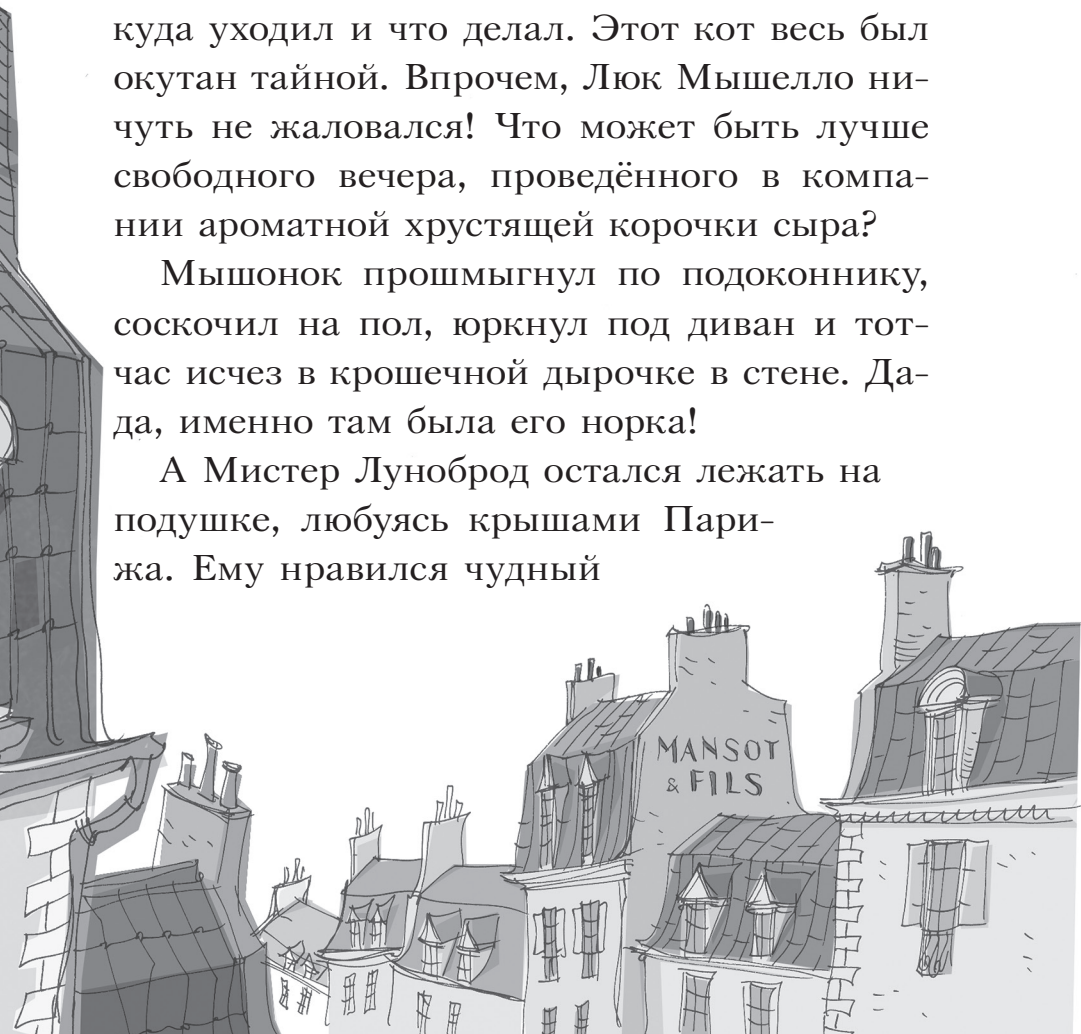 куда уходил и что делал. Этот кот весь был
окутан тайной. Впрочем, Люк Мышелло ни-
чуть не жаловался! Что может быть лучше
свободного вечера, проведённого в компа-
нии ароматной хрустящей корочки сыра?
Мышонок прошмыгнул по подоконнику,
соскочил на пол, юркнул под диван и тот-
час исчез в крошечной дырочке в стене. Да-
да, именно там была его норка!
А Мистер Луноброд остался лежать на
подушке, любуясь крышами Пари-
жа. Ему нравился чудный
MANSOT
& FILS